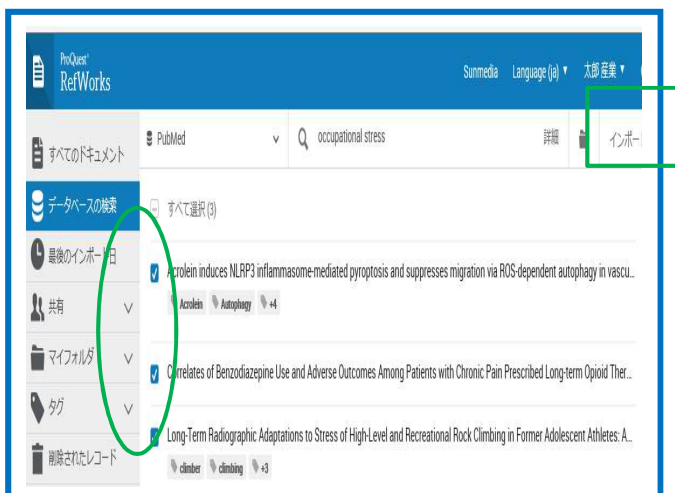 ProQuest®
RefWorks
Sunmedia Language (ja) 太郎 産業
すべてのドキュメント
データベースの検索
最後のインポート日
共有
マイフォルダ
タグ
削除されたレコード
PubMed
occupational stress
詳細
インポー
すべて選択 (3)
Acrolein induces NLRP3 inflammasome-mediated pyroptosis and suppresses migration via ROS-dependent autophagy in vascu...
Acrolein Autophagy +4
Correlates of Benzodiazepine Use and Adverse Outcomes Among Patients with Chronic Pain Prescribed Long-term Opioid Ther...
Long-Term Radiographic Adaptations to Stress of High-Level and Recreational Rock Climbing in Former Adolescent Athletes: A...
climber climbing +3